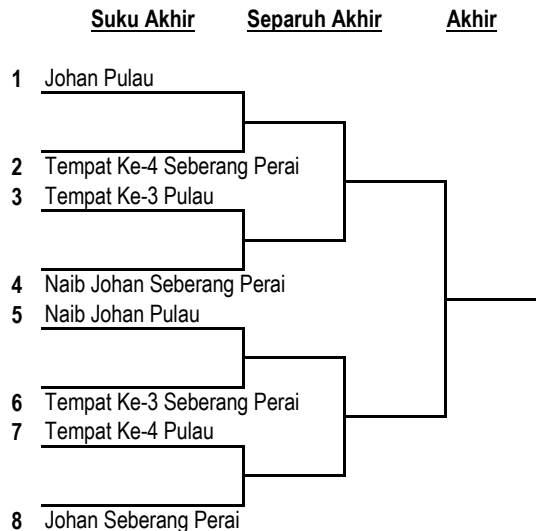 Suku Akhir Separuh Akhir Akhir
1 Johan Pulau
2 Tempat Ke-4 Seberang Perai
3 Tempat Ke-3 Pulau
4 Naib Johan Seberang Perai
5 Naib Johan Pulau
6 Tempat Ke-3 Seberang Perai
7 Tempat Ke-4 Pulau
8 Johan Seberang Perai